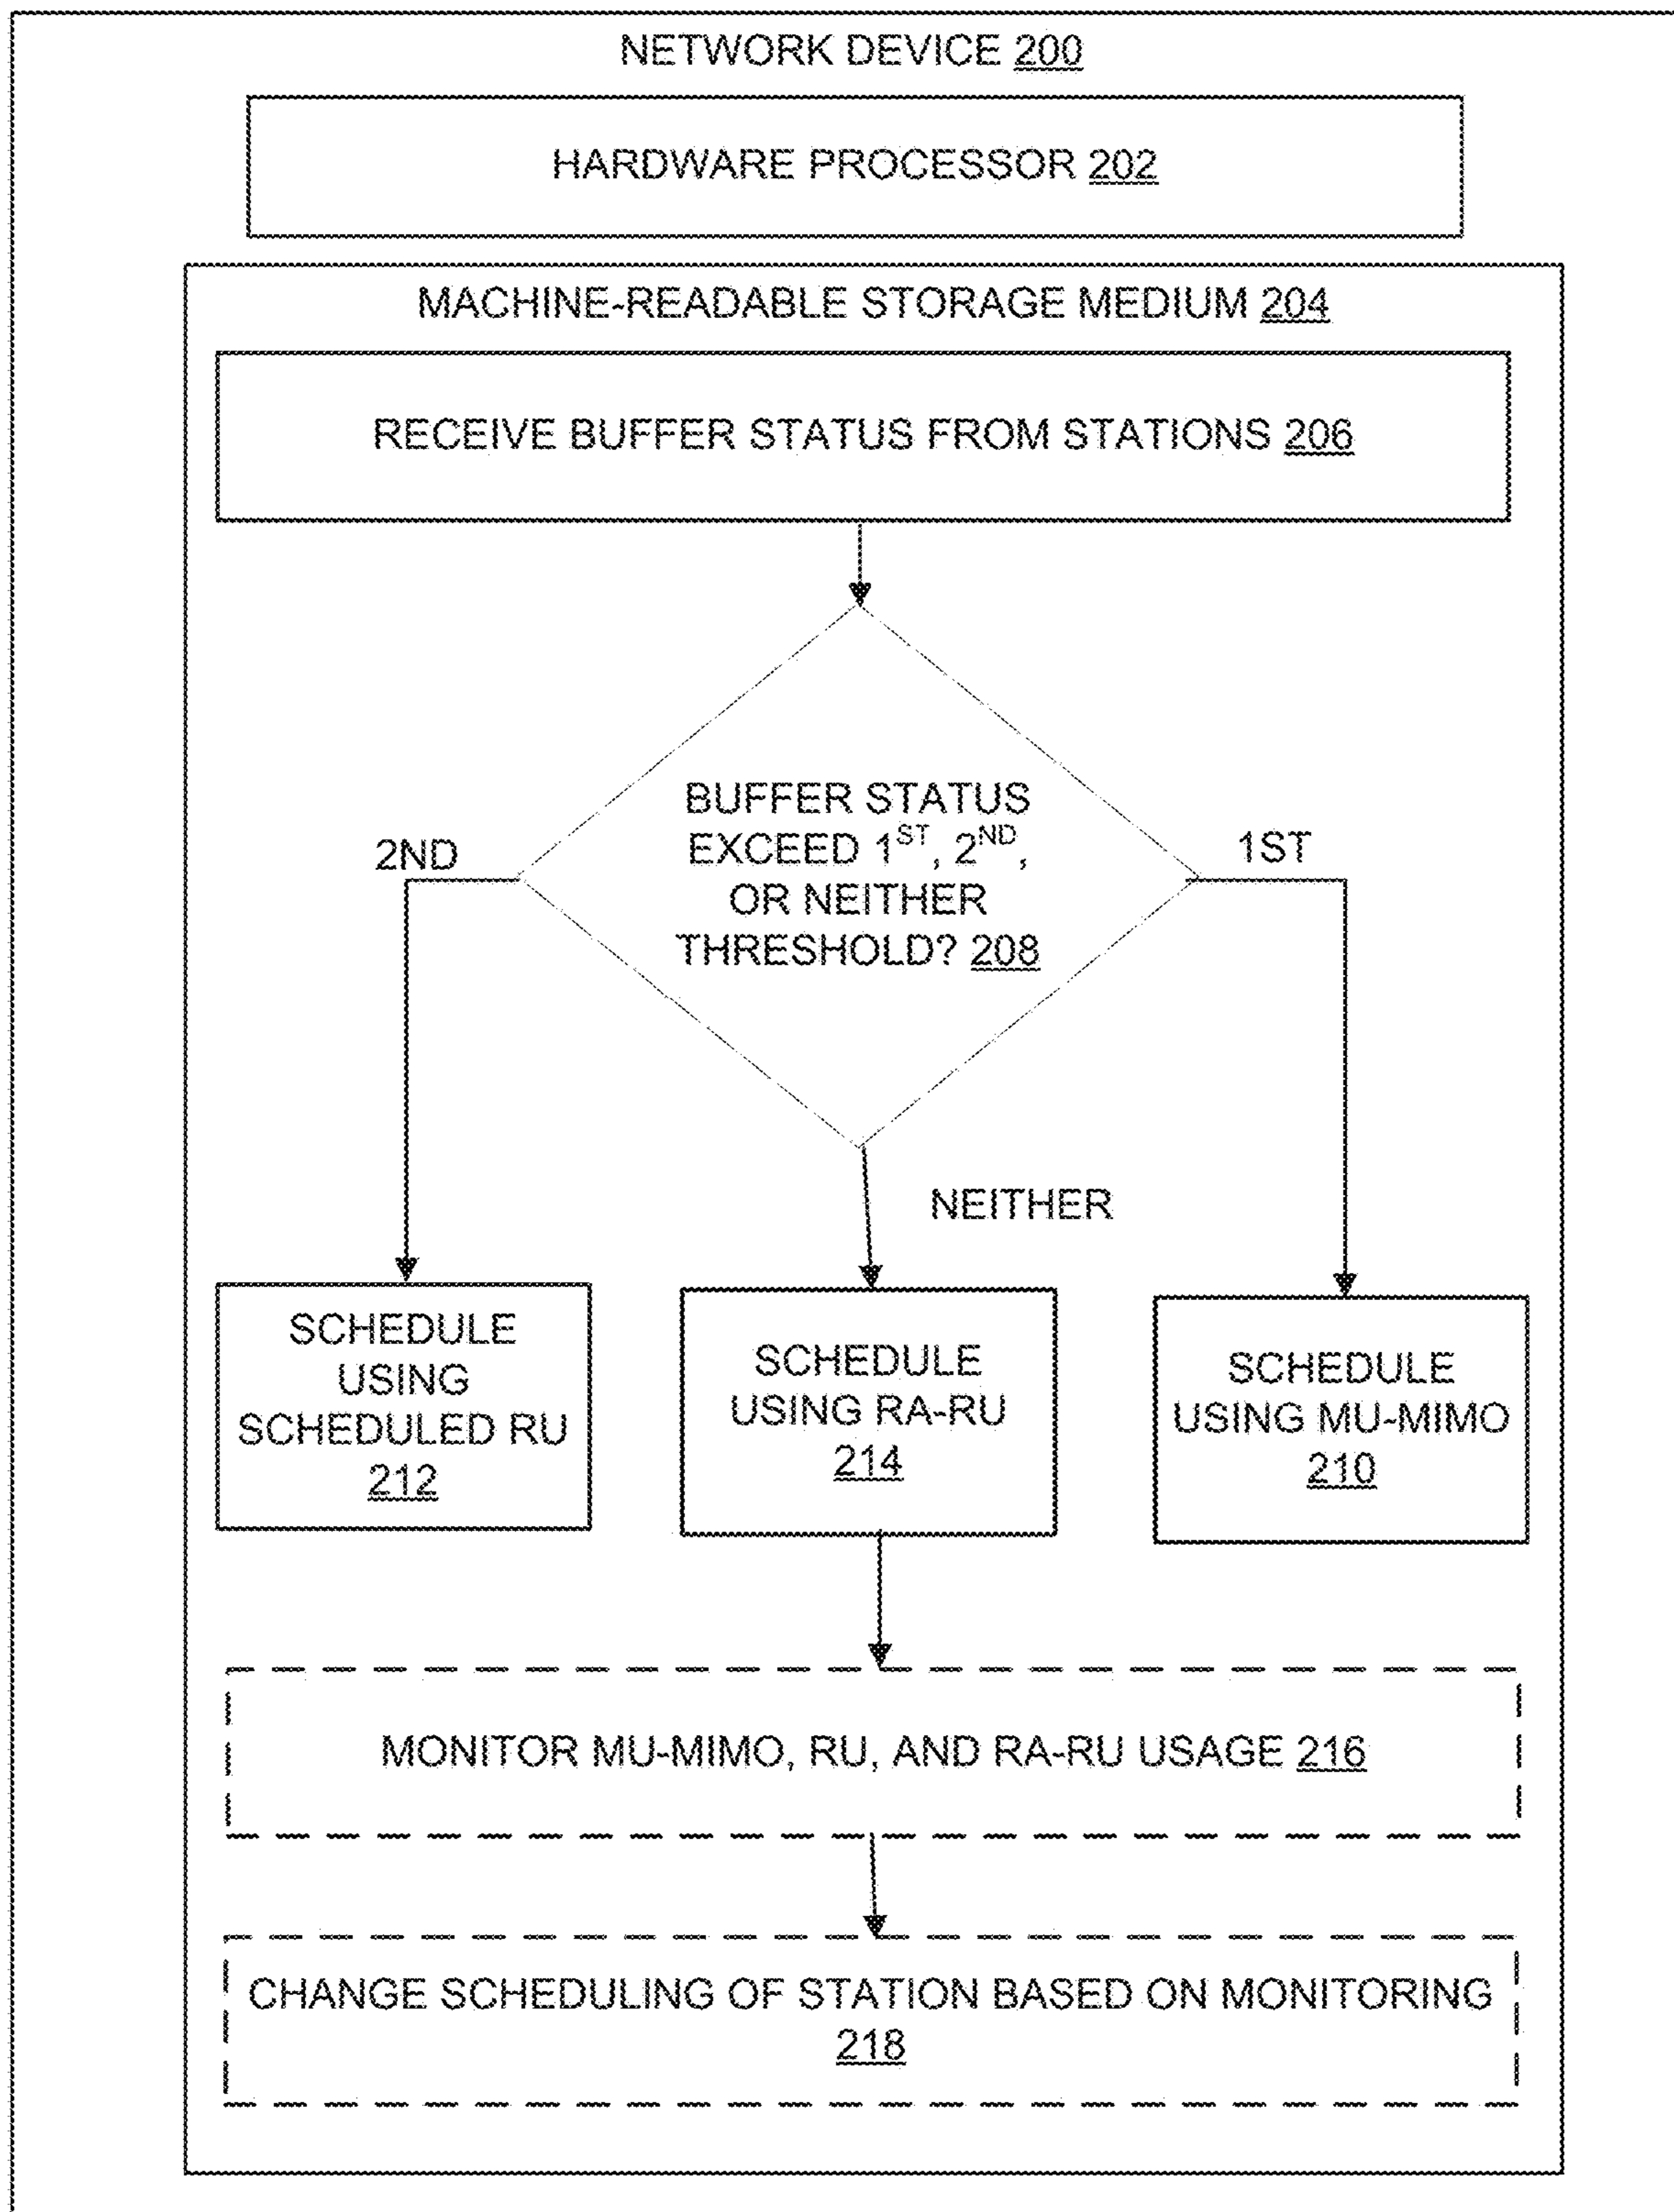 NETWORK DEVICE 200
HARDWARE PROCESSOR 202
MACHINE-READABLE STORAGE MEDIUM 204
RECEIVE BUFFER STATUS FROM STATIONS 206
BUFFER STATUS
EXCEED 1ST, 2ND,
OR NEITHER
THRESHOLD? 208
2ND
1ST
NEITHER
SCHEDULE
USING
SCHEDULED RU
212
SCHEDULE
USING RA-RU
214
SCHEDULE
USING MU-MIMO
210
MONITOR MU-MIMO, RU, AND RA-RU USAGE 216
CHANGE SCHEDULING OF STATION BASED ON MONITORING
218